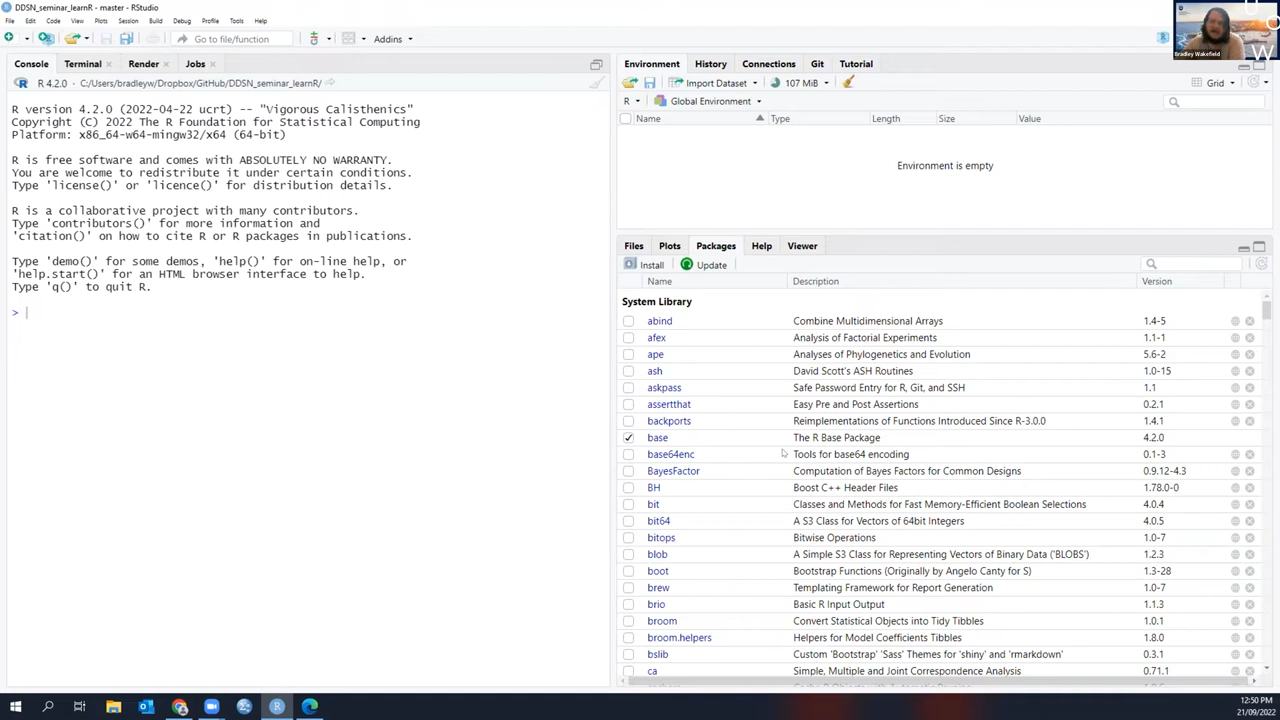 DDSN_seminar_learnR - master - RStudio
File Edit Code View Plots Session Build Debug Profile Tools Help
Go to file/function Addins
Console Terminal Render Jobs
R 4.2.0 · C:/Users/bradleyw/Dropbox/GitHub/DDSN_seminar_learnR/
R version 4.2.0 (2022-04-22 ucrt) -- "Vigorous Calisthenics"
Copyright (C) 2022 The R Foundation for Statistical Computing
Platform: x86_64-w64-mingw32/x64 (64-bit)
R is free software and comes with ABSOLUTELY NO WARRANTY.
You are welcome to redistribute it under certain conditions.
Type 'license()' or 'licence()' for distribution details.
R is a collaborative project with many contributors.
Type 'contributors()' for more information and
'citation()' on how to cite R or R packages in publications.
Type 'demo()' for some demos, 'help()' for on-line help, or
'help.start()' for an HTML browser interface to help.
Type 'q()' to quit R.
>
Environment History Connections Git Tutorial
Import Dataset 107 MiB Grid
R Global Environment
Name Type Length Size Value
Environment is empty
Files Plots Packages Help Viewer
Install Update
Name Description Version
System Library
abind Combine Multidimensional Arrays 1.4-5
afex Analysis of Factorial Experiments 1.1-1
ape Analyses of Phylogenetics and Evolution 5.6-2
ash David Scott's ASH Routines 1.0-15
askpass Safe Password Entry for R, Git, and SSH 1.1
assertthat Easy Pre and Post Assertions 0.2.1
backports Reimplementations of Functions Introduced Since R-3.0.0 1.4.1
base The R Base Package 4.2.0
base64enc Tools for base64 encoding 0.1-3
BayesFactor Computation of Bayes Factors for Common Designs 0.9.12-4.3
BH Boost C++ Header Files 1.78.0-0
bit Classes and Methods for Fast Memory-Efficient Boolean Selections 4.0.4
bit64 A S3 Class for Vectors of 64bit Integers 4.0.5
bitops Bitwise Operations 1.0-7
blob A Simple S3 Class for Representing Vectors of Binary Data ('BLOBS') 1.2.3
boot Bootstrap Functions (Originally by Angelo Canty for S) 1.3-28
brew Templating Framework for Report Generation 1.0-7
brio Basic R Input Output 1.1.3
broom Convert Statistical Objects into Tidy Tibbles 1.0.1
broom.helpers Helpers for Model Coefficients Tibbles 1.8.0
bslib Custom 'Bootstrap' 'Sass' Themes for 'shiny' and 'rmarkdown' 0.3.1
ca Simple, Multiple and Joint Correspondence Analysis 0.71.1
Bradley Wakefield
12:50 PM
21/09/2022